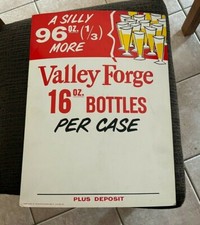 A SILLY
96 OZ. (1/3)
MORE
Valley Forge
16 OZ. BOTTLES
PER CASE
PLUS DEPOSIT